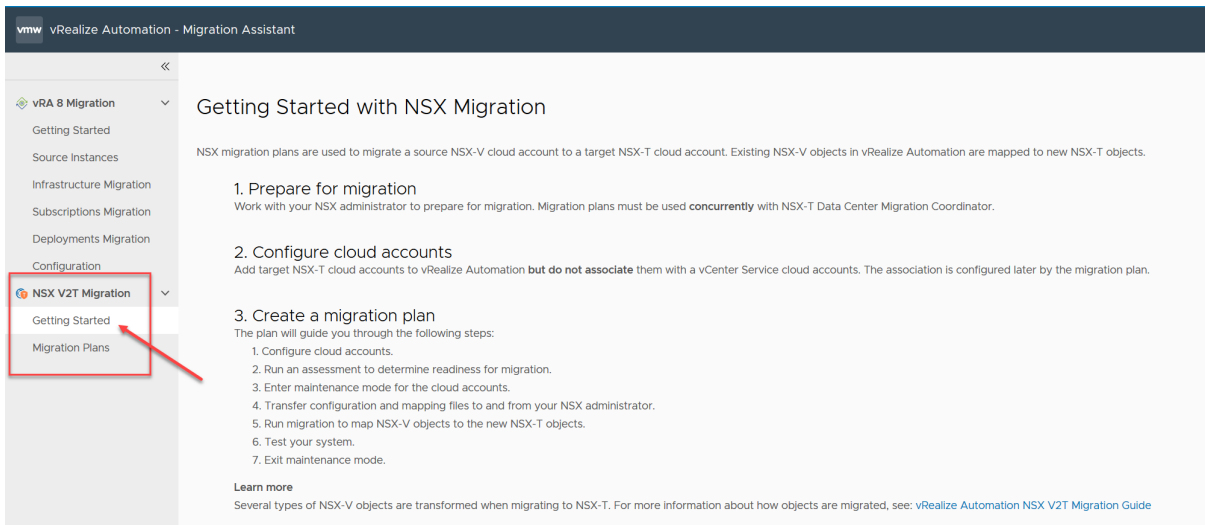 vmw vRealize Automation - Migration Assistant
vRA 8 Migration
Getting Started
Source Instances
Infrastructure Migration
Subscriptions Migration
Deployments Migration
Configuration
NSX V2T Migration
Getting Started
Migration Plans
Getting Started with NSX Migration
NSX migration plans are used to migrate a source NSX-V cloud account to a target NSX-T cloud account. Existing NSX-V objects in vRealize Automation are mapped to new NSX-T objects.
1. Prepare for migration
Work with your NSX administrator to prepare for migration. Migration plans must be used concurrently with NSX-T Data Center Migration Coordinator.
2. Configure cloud accounts
Add target NSX-T cloud accounts to vRealize Automation but do not associate them with a vCenter Service cloud accounts. The association is configured later by the migration plan.
3. Create a migration plan
The plan will guide you through the following steps:
1. Configure cloud accounts.
2. Run an assessment to determine readiness for migration.
3. Enter maintenance mode for the cloud accounts.
4. Transfer configuration and mapping files to and from your NSX administrator.
5. Run migration to map NSX-V objects to the new NSX-T objects.
6. Test your system.
7. Exit maintenance mode.
Learn more
Several types of NSX-V objects are transformed when migrating to NSX-T. For more information about how objects are migrated, see: vRealize Automation NSX V2T Migration Guide